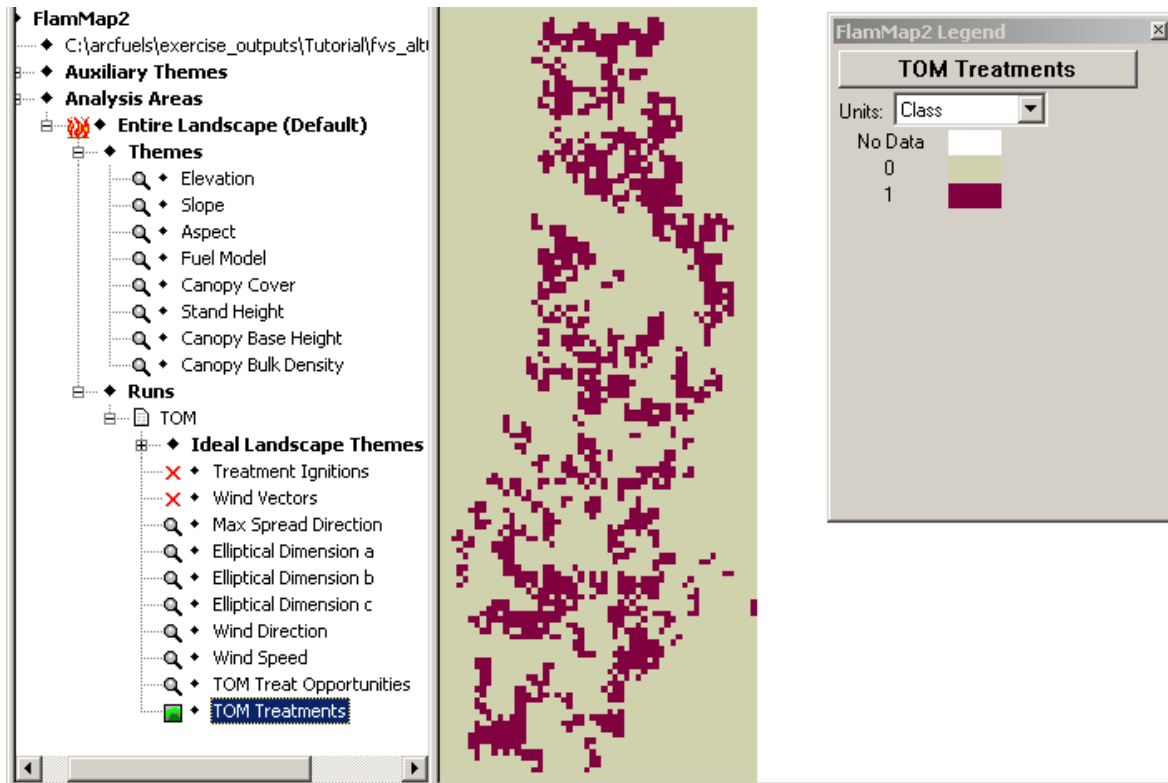 FlamMap2
C:\arcfuels\exercise_outputs\Tutorial\fvs_alt
Auxiliary Themes
Analysis Areas
Entire Landscape (Default)
Themes
Elevation
Slope
Aspect
Fuel Model
Canopy Cover
Stand Height
Canopy Base Height
Canopy Bulk Density
Runs
TOM
Ideal Landscape Themes
Treatment Ignitions
Wind Vectors
Max Spread Direction
Elliptical Dimension a
Elliptical Dimension b
Elliptical Dimension c
Wind Direction
Wind Speed
TOM Treat Opportunities
TOM Treatments
FlamMap2 Legend
TOM Treatments
Units: Class
No Data
0
1